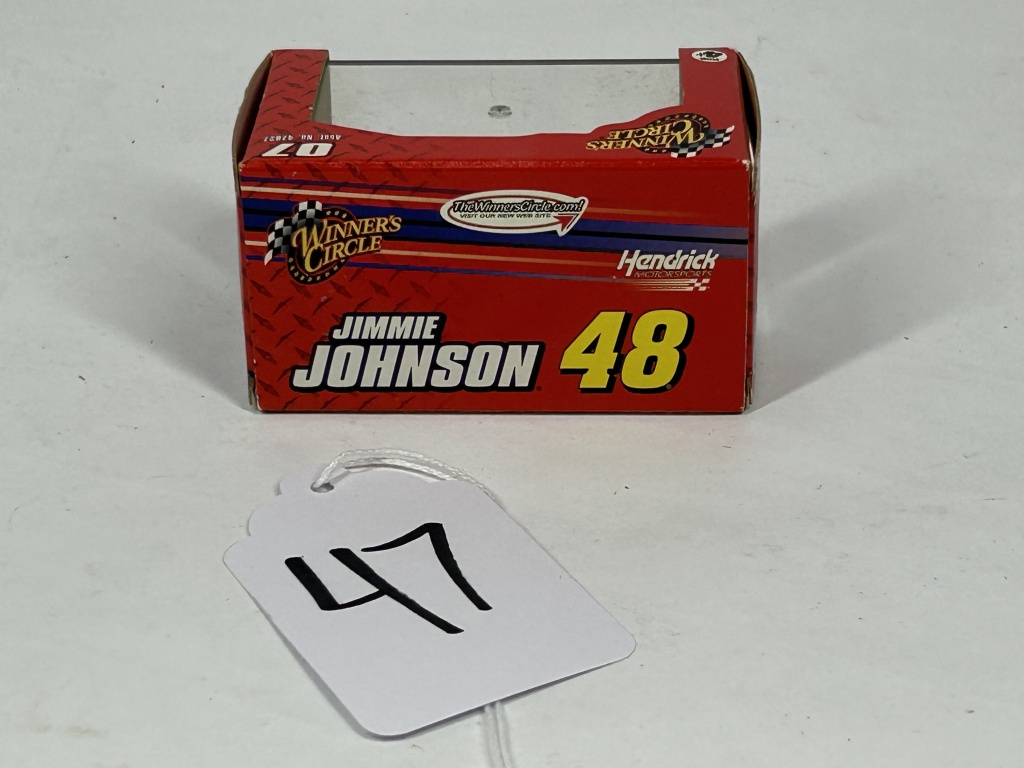 07
WINNER'S
CIRCLE
TheWinnersCircle.com!
VISIT OUR NEW WEB SITE
WINNER'S
CIRCLE
Hendrick
MOTORSPORTS
JIMMIE
JOHNSON 48
47